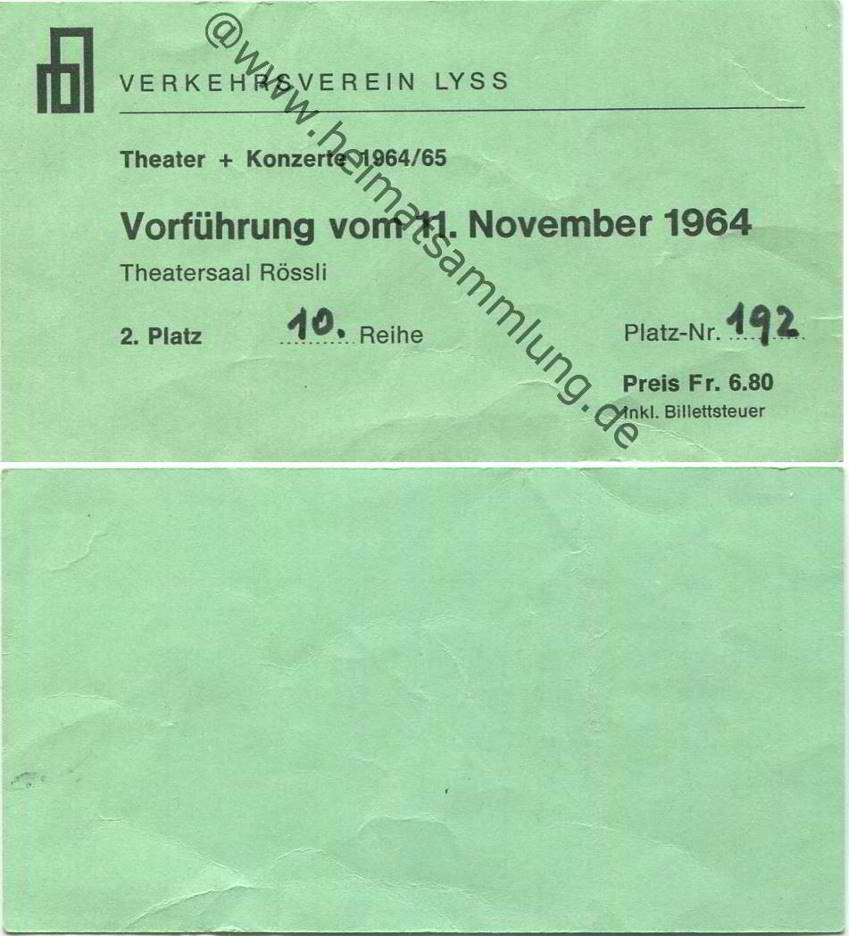 VERKEHRSVEREIN LYSS
Theater + Konzerte 1964/65
Vorführung vom 11. November 1964
Theatersaal Rössli
2. Platz 10. Reihe Platz-Nr. 192
Preis Fr. 6.80
inkl. Billettsteuer
@www.heimatsammlung.de